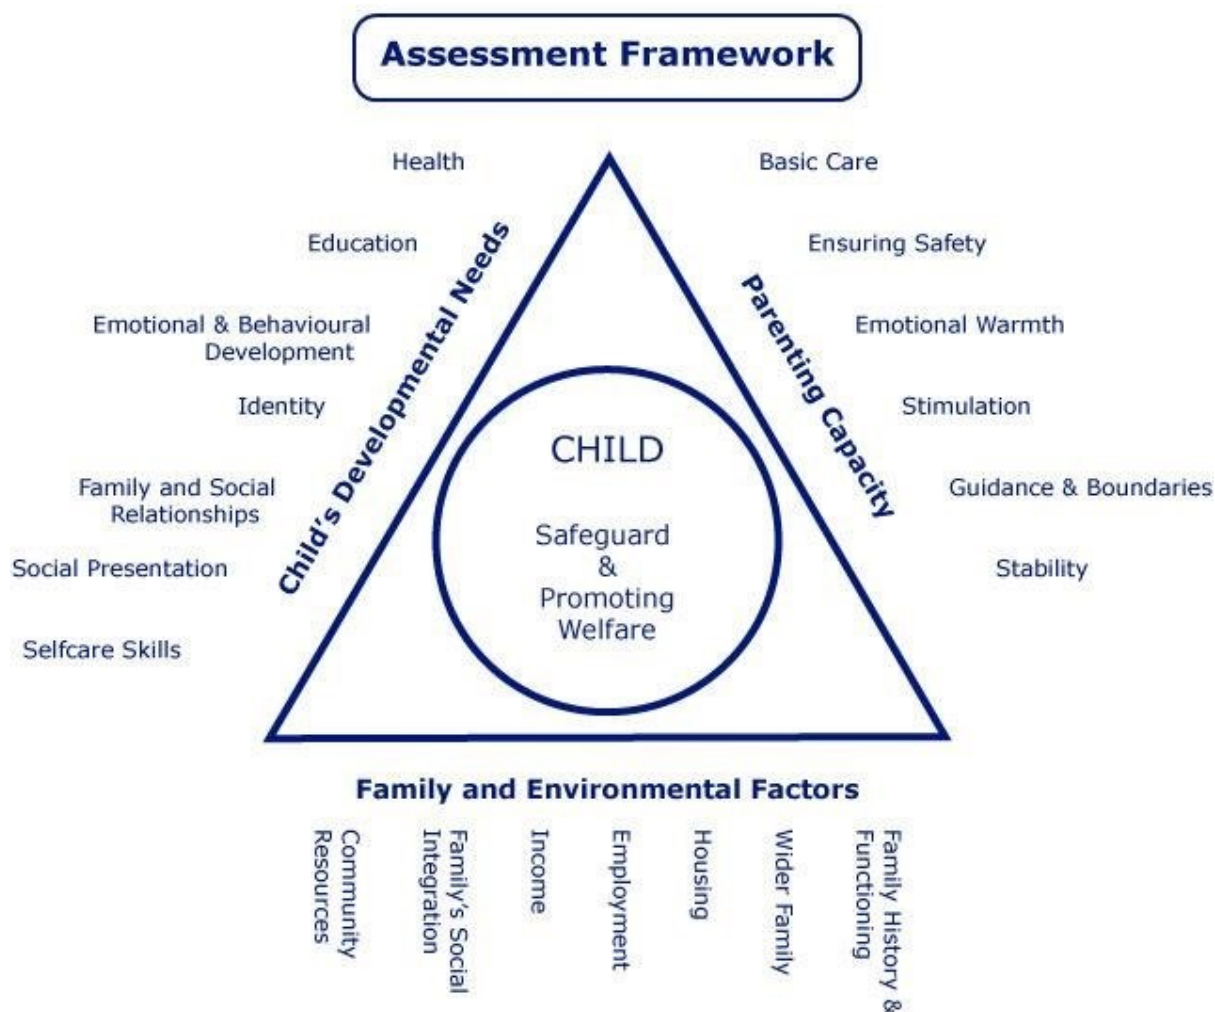 Assessment Framework
Health
Education
Emotional & Behavioural
Development
Identity
Family and Social
Relationships
Social Presentation
Selfcare Skills
Child's Developmental Needs
Basic Care
Ensuring Safety
Emotional Warmth
Stimulation
Guidance & Boundaries
Stability
Parenting Capacity
CHILD
Safeguard
&
Promoting
Welfare
Family and Environmental Factors
Community
Resources
Family's Social
Integration
Income
Employment
Housing
Wider Family
Family History &
Functioning